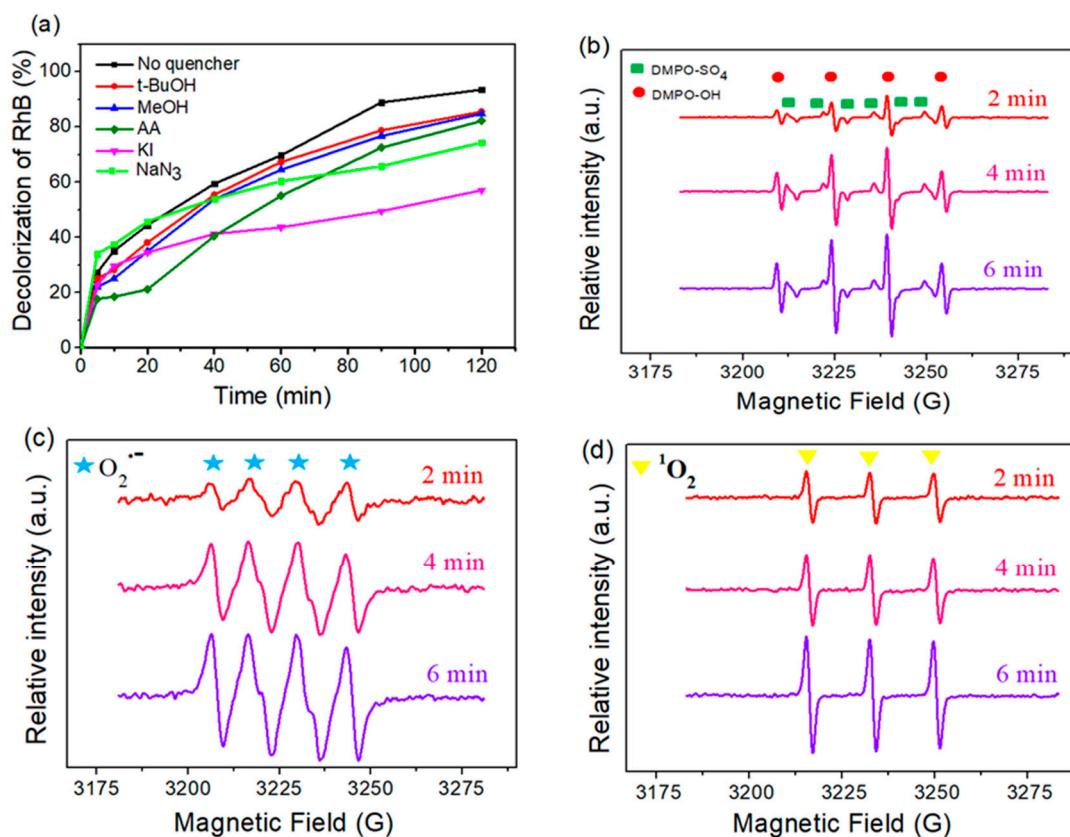 (a)
No quencher
t-BuOH
MeOH
AA
KI
NaN3
Decolorization of RhB (%)
0
20
40
60
80
100
0 20 40 60 80 100 120
Time (min)
(b)
DMPO-SO4
DMPO-OH
2 min
4 min
6 min
Relative intensity (a.u.)
3175 3200 3225 3250 3275
Magnetic Field (G)
(c)
O2•−
2 min
4 min
6 min
Relative intensity (a.u.)
3175 3200 3225 3250 3275
Magnetic Field (G)
(d)
1O2
2 min
4 min
6 min
Relative intensity (a.u.)
3175 3200 3225 3250 3275
Magnetic Field (G)